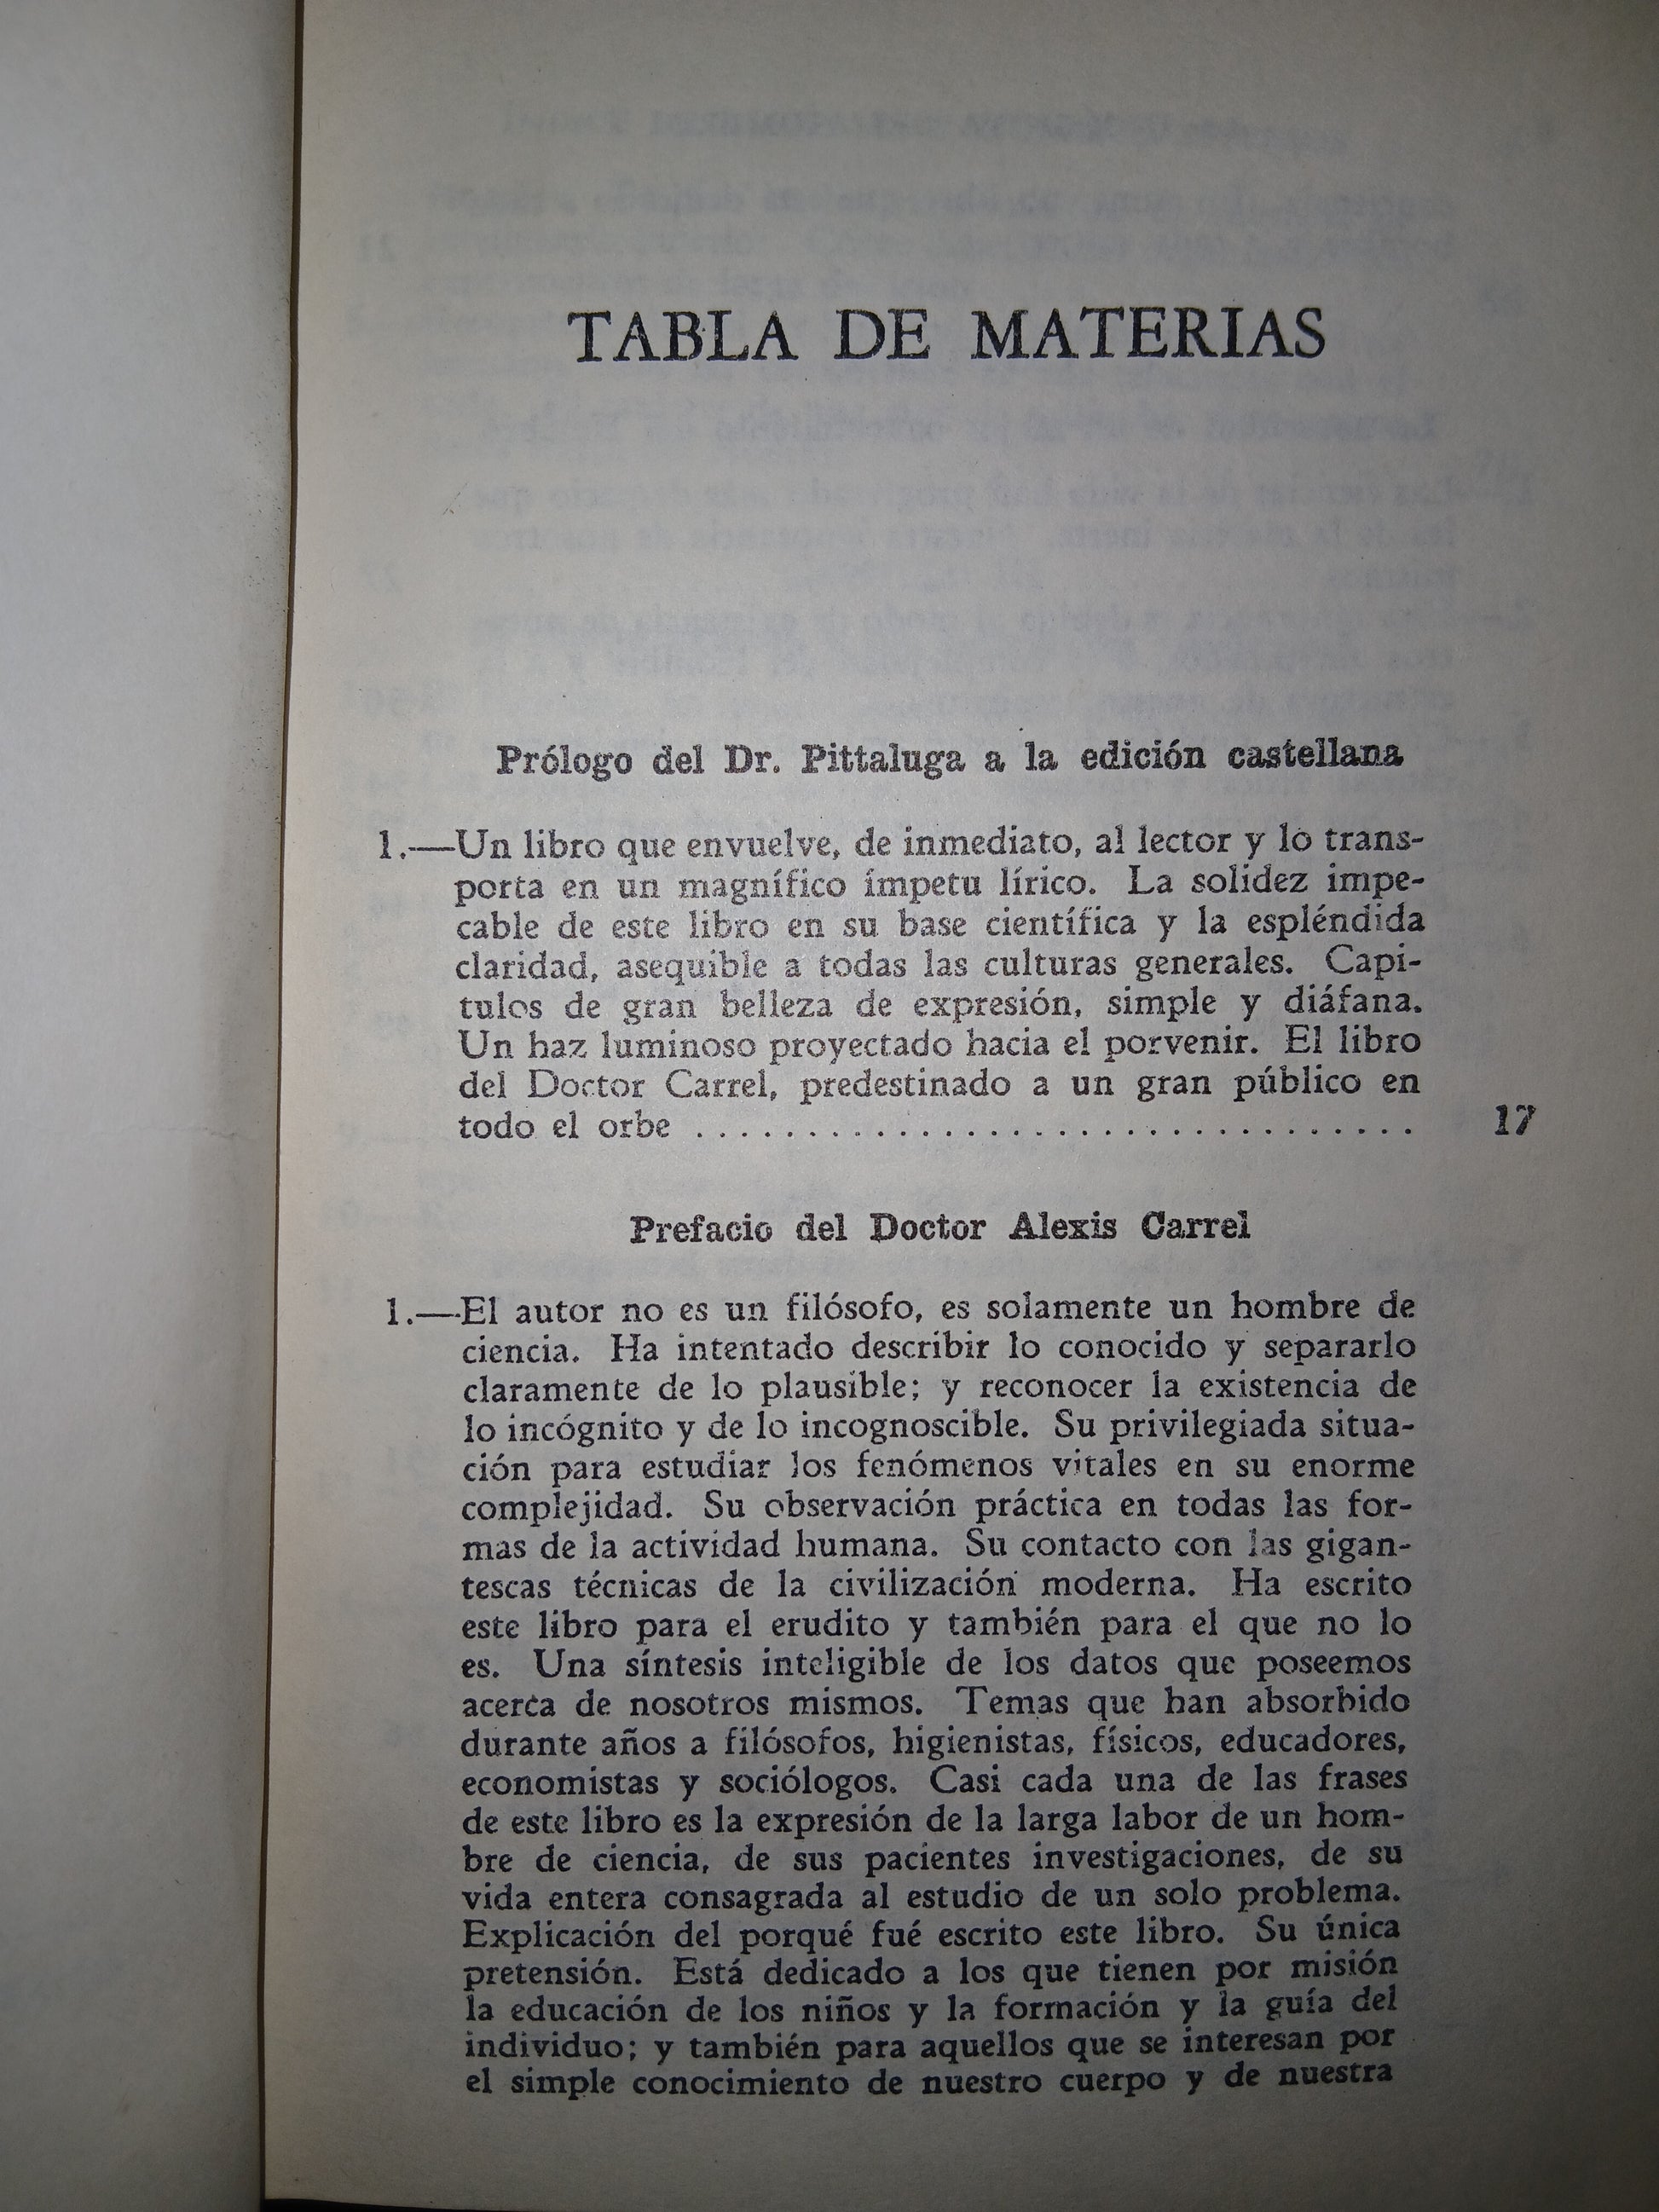 TABLA DE MATERIAS
Prólogo del Dr. Pittaluga a la edición castellana
1.—Un libro que envuelve, de inmediato, al lector y lo trans-
porta en un magnífico ímpetu lírico. La solidez impe-
cable de este libro en su base científica y la espléndida
claridad, asequible a todas las culturas generales. Capi-
tulos de gran belleza de expresión, simple y diáfana.
Un haz luminoso proyectado hacia el porvenir. El libro
del Doctor Carrel, predestinado a un gran público en
todo el orbe ................................ 17
Prefacio del Doctor Alexis Carrel
1.—El autor no es un filósofo, es solamente un hombre de
ciencia. Ha intentado describir lo conocido y separarlo
claramente de lo plausible; y reconocer la existencia de
lo incógnito y de lo incognoscible. Su privilegiada situa-
ción para estudiar los fenómenos vitales en su enorme
complejidad. Su observación práctica en todas las for-
mas de la actividad humana. Su contacto con las gigan-
tescas técnicas de la civilización moderna. Ha escrito
este libro para el erudito y también para el que no lo
es. Una síntesis inteligible de los datos que poseemos
acerca de nosotros mismos. Temas que han absorbido
durante años a filósofos, higienistas, físicos, educadores,
economistas y sociólogos. Casi cada una de las frases
de este libro es la expresión de la larga labor de un hom-
bre de ciencia, de sus pacientes investigaciones, de su
vida entera consagrada al estudio de un solo problema.
Explicación del porqué fué escrito este libro. Su única
pretensión. Está dedicado a los que tienen por misión
la educación de los niños y la formación y la guía del
individuo; y también para aquellos que se interesan por
el simple conocimiento de nuestro cuerpo y de nuestra